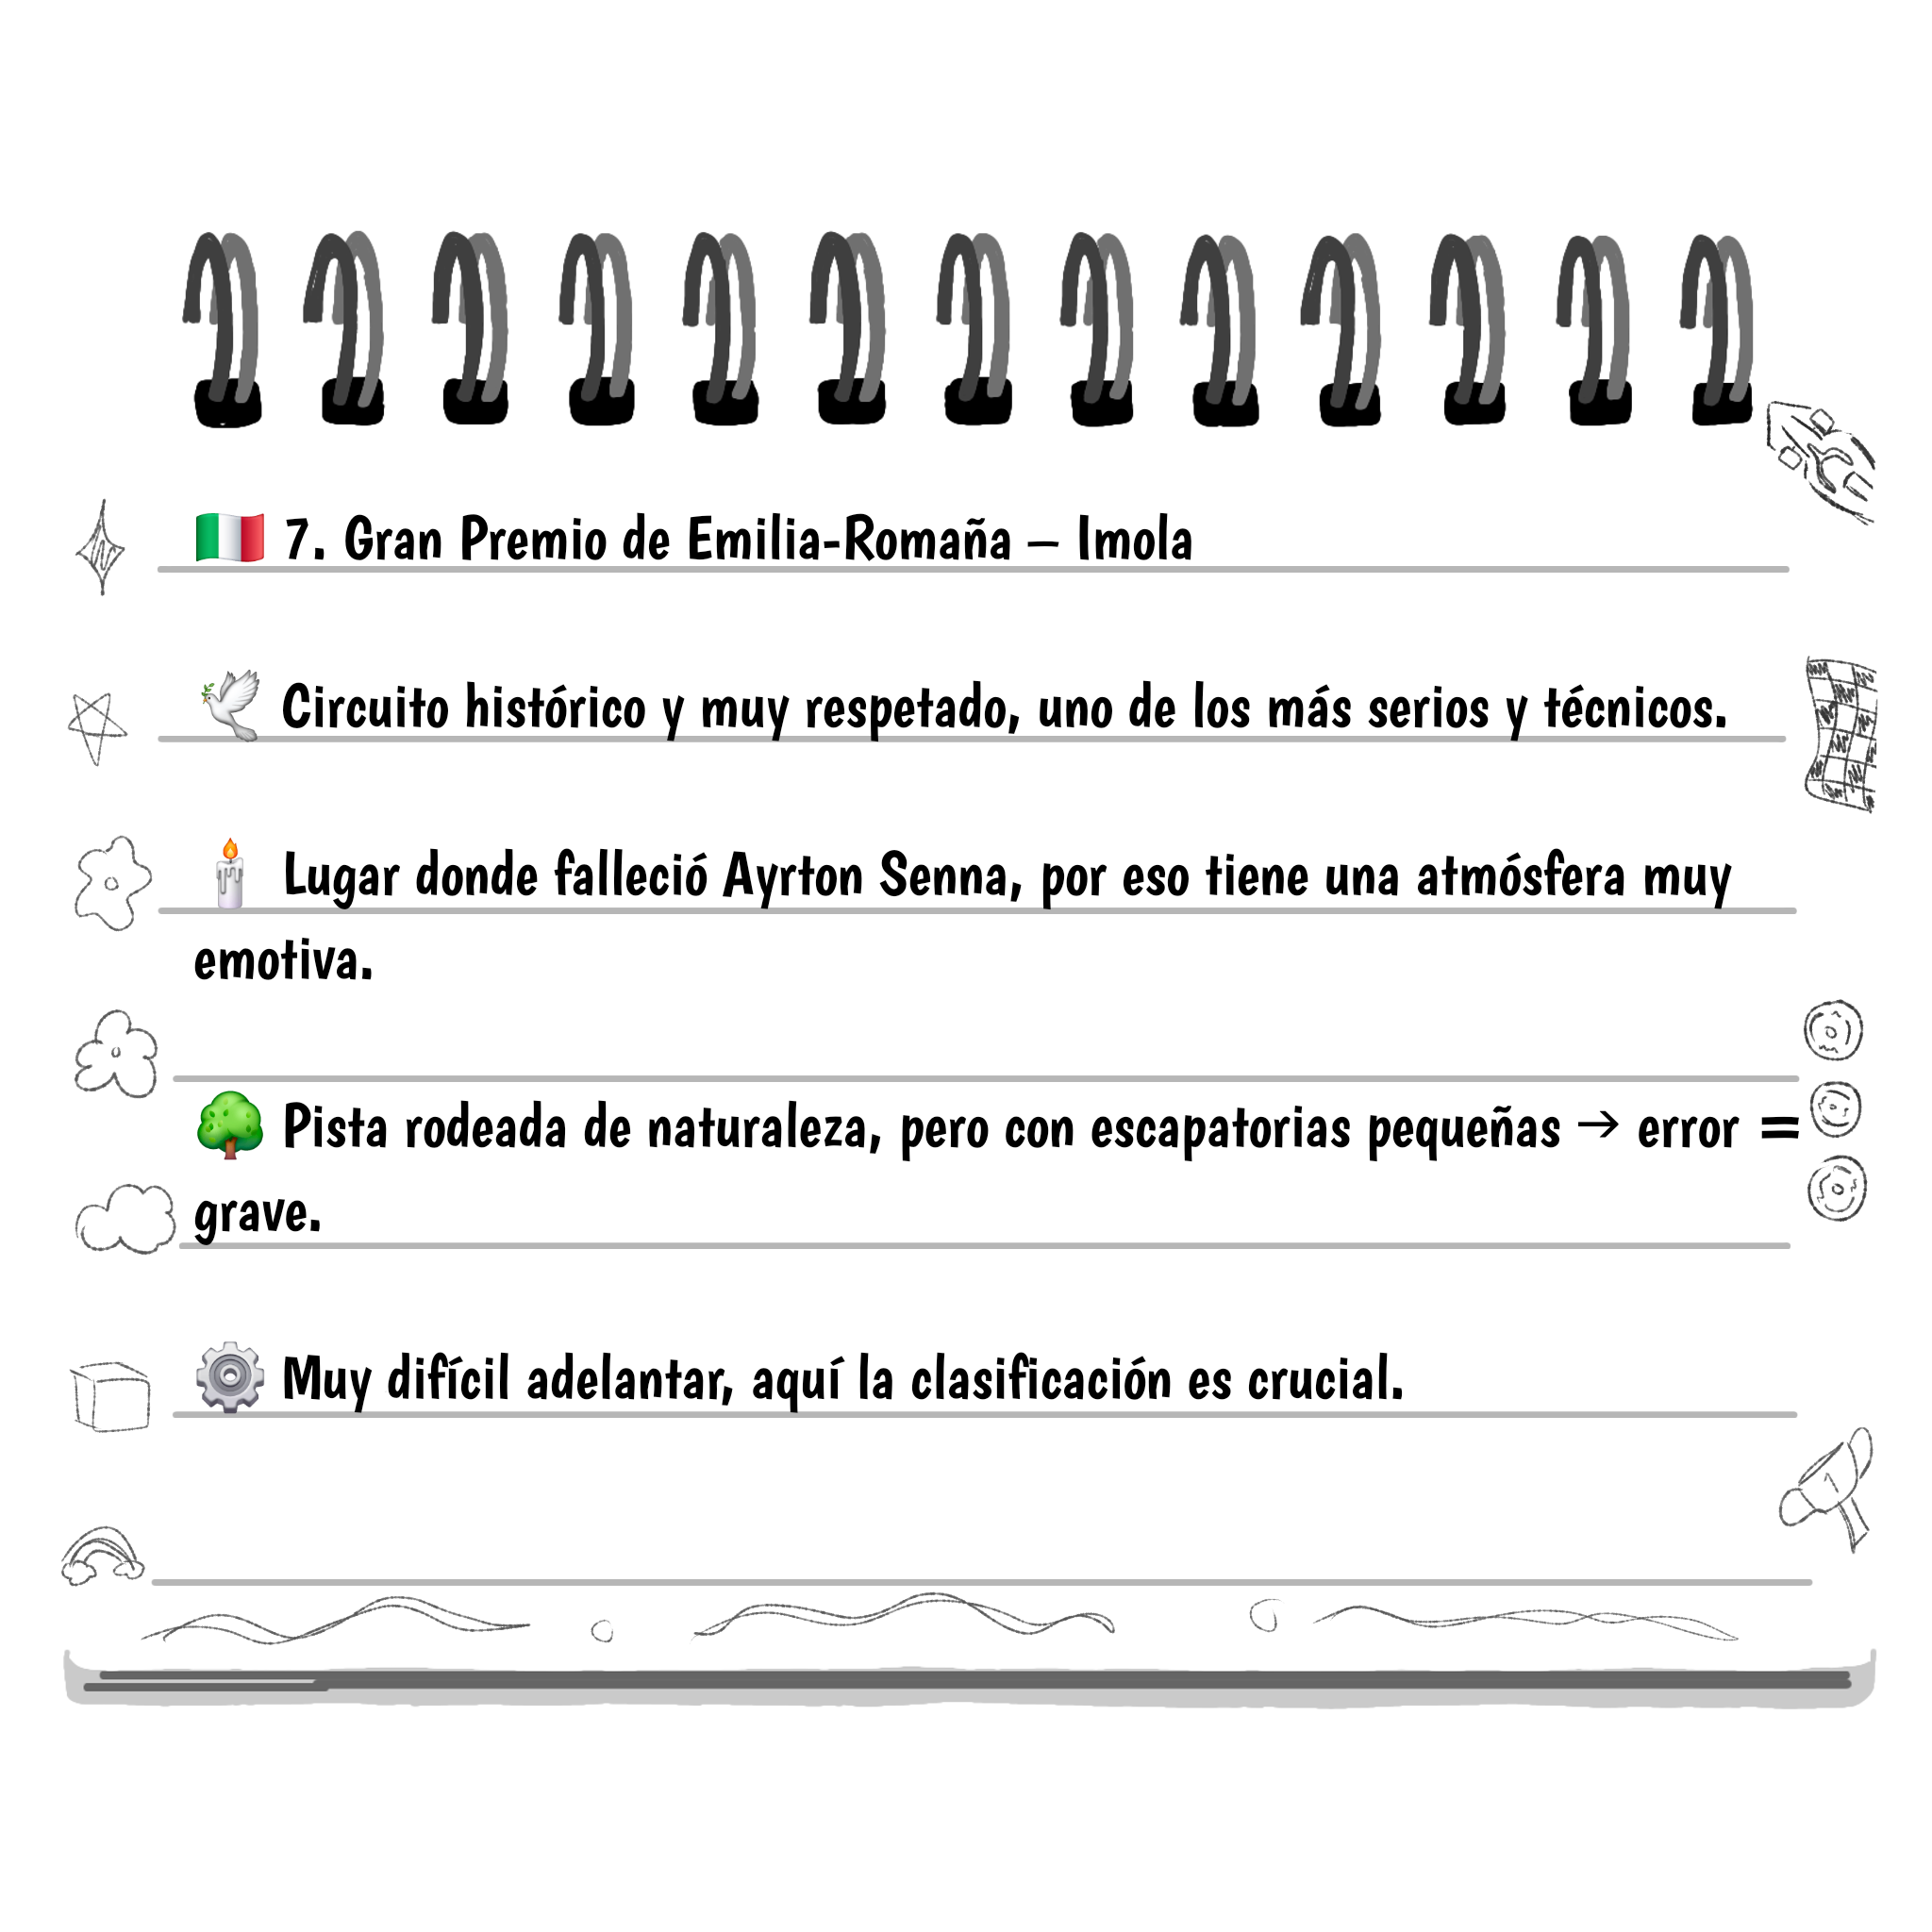 🇮🇹 7. Gran Premio de Emilia-Romaña – Imola
🕊️ Circuito histórico y muy respetado, uno de los más serios y técnicos.
🕯️ Lugar donde falleció Ayrton Senna, por eso tiene una atmósfera muy
emotiva.
🌳 Pista rodeada de naturaleza, pero con escapatorias pequeñas → error =
grave.
⚙️ Muy difícil adelantar, aquí la clasificación es crucial.